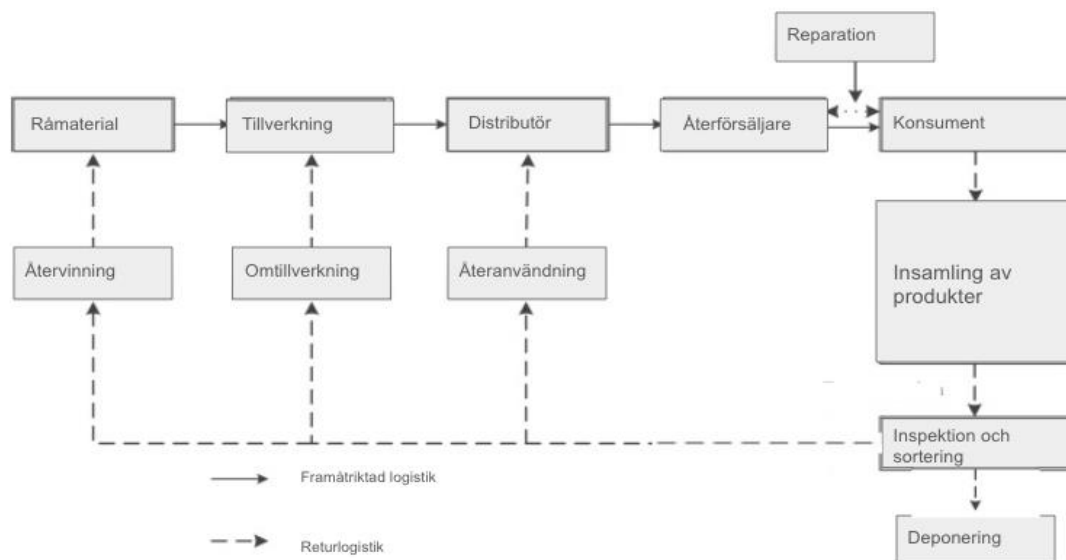 Reparation
Råmaterial
Tillverkning
Distributör
Återförsäljare
Konsument
Återvinning
Omtillverkning
Återanvändning
Insamling av
produkter
Inspektion och
sortering
Framåtriktad logistik
Returlogistik
Deponering